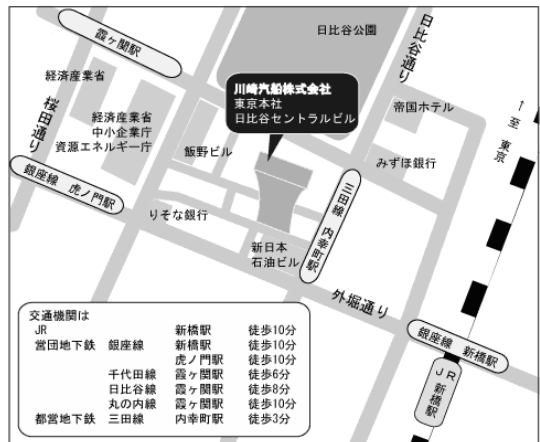 日比谷公園
日比谷通り
霞ヶ関駅
経済産業省
川崎汽船株式会社
東京本社
日比谷セントラルビル
帝国ホテル
↑至 東京
桜田通り
経済産業省
中小企業庁
資源エネルギー庁
飯野ビル
みずほ銀行
銀座線 虎ノ門駅
りそな銀行
三田線 内幸町駅
新日本
石油ビル
外堀通り
銀座線 新橋駅
JR 新橋駅
交通機関は
JR 新橋駅 徒歩10分
営団地下鉄 銀座線 新橋駅 徒歩10分
虎ノ門駅 徒歩10分
千代田線 霞ヶ関駅 徒歩6分
日比谷線 霞ヶ関駅 徒歩8分
丸の内線 霞ヶ関駅 徒歩10分
都営地下鉄 三田線 内幸町駅 徒歩3分